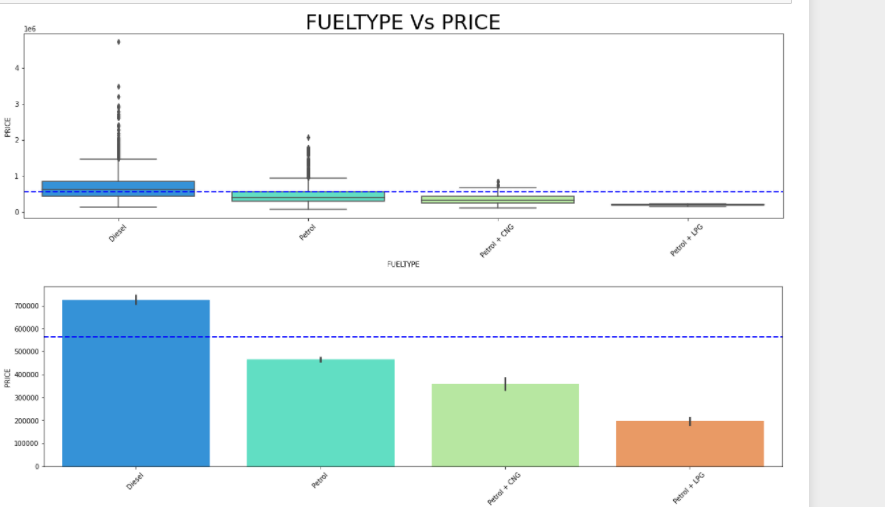 FUELTYPE Vs PRICE
1e6
4
3
2
1
0
PRICE
Diesel
Petrol
Petrol + CNG
Petrol + LPG
FUELTYPE
700000
600000
500000
400000
300000
200000
100000
0
PRICE
Diesel
Petrol
Petrol + CNG
Petrol + LPG